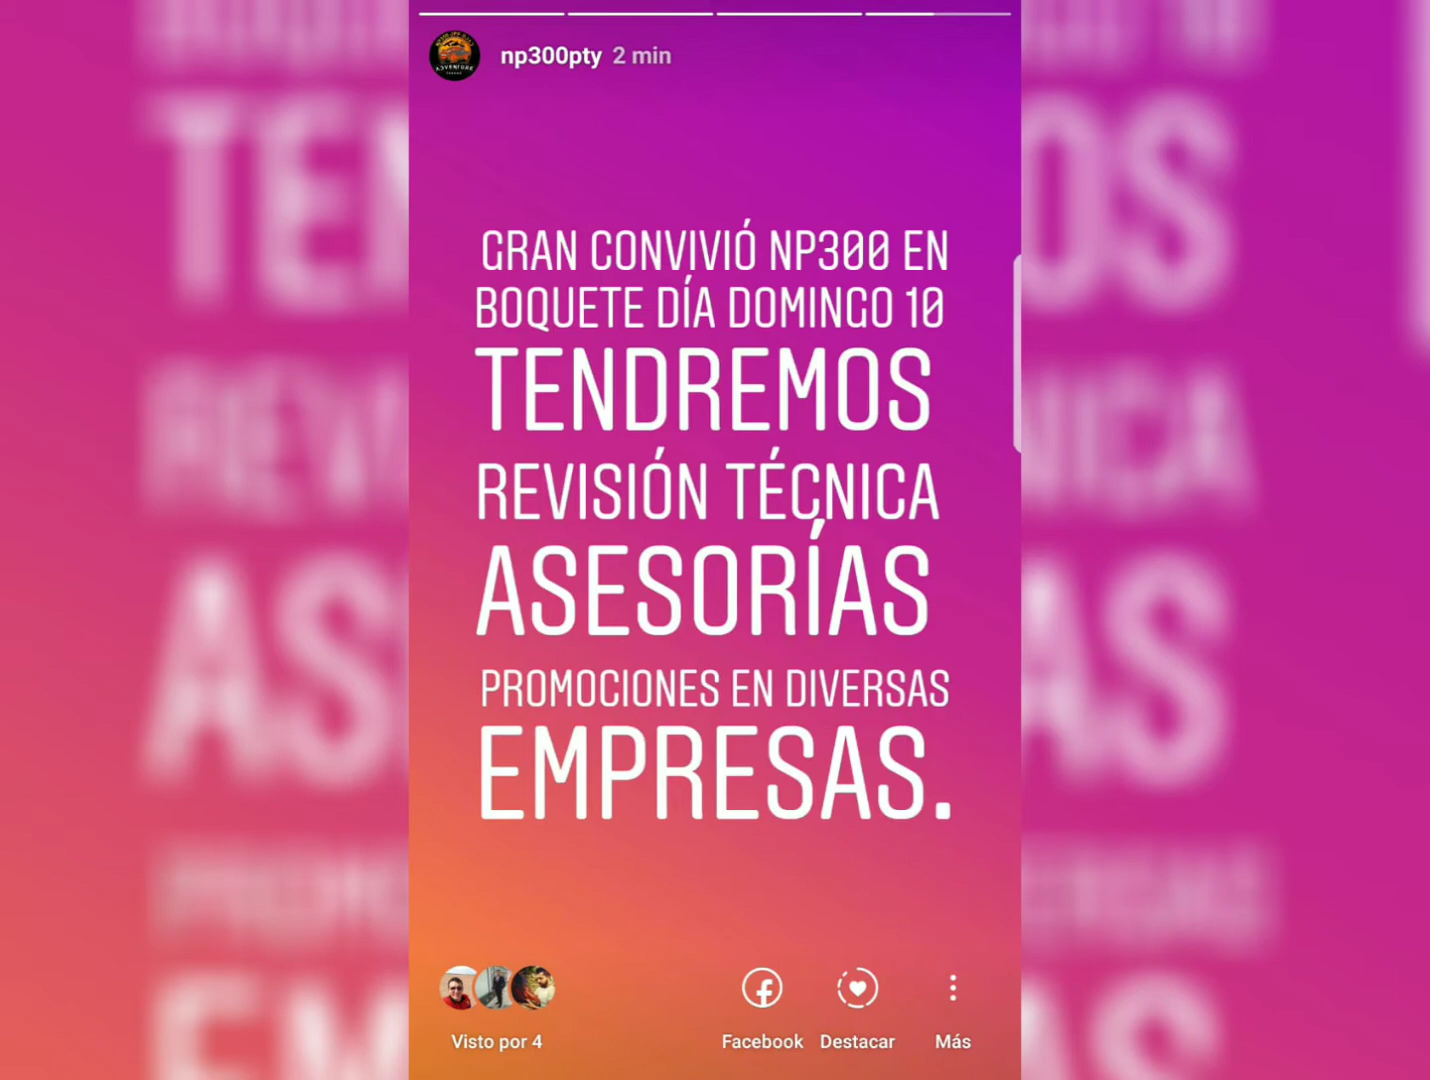 np300pty 2 min
GRAN CONVIVIÓ NP300 EN
BOQUETE DÍA DOMINGO 10
TENDREMOS
REVISIÓN TÉCNICA
ASESORÍAS
PROMOCIONES EN DIVERSAS
EMPRESAS.
Visto por 4
Facebook
Destacar
Más